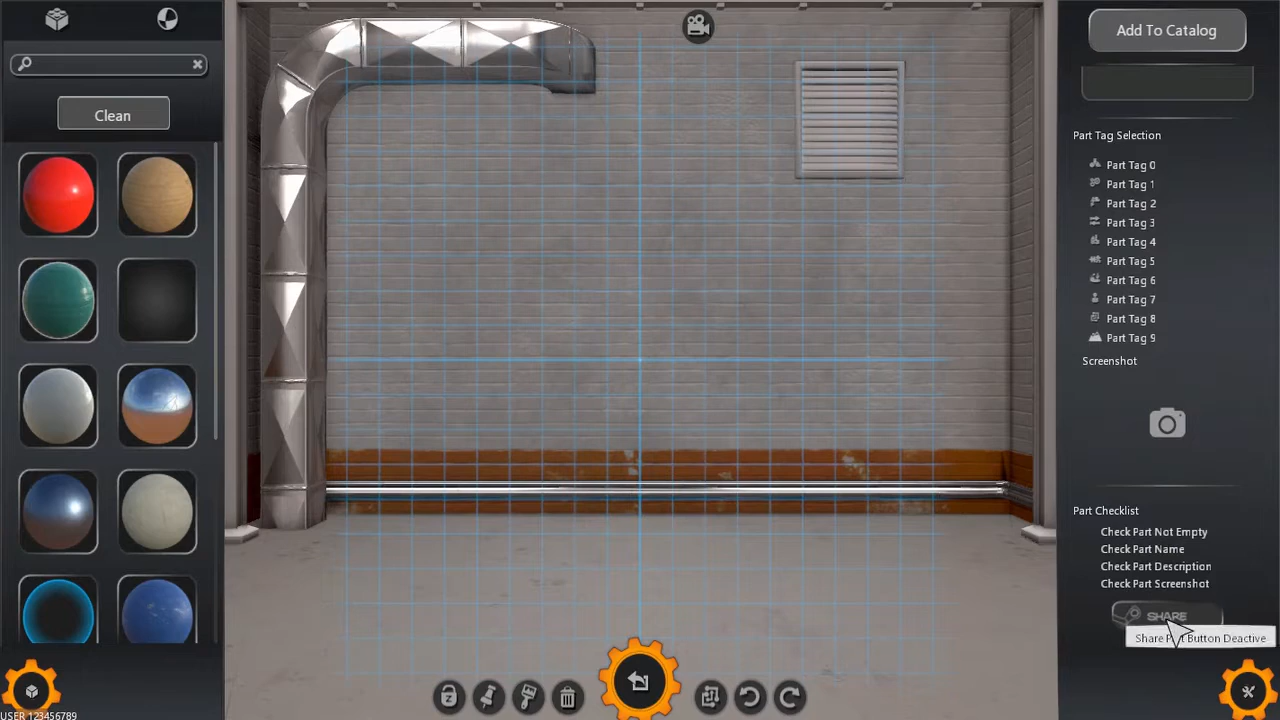 Add To Catalog
Clean
Part Tag Selection
Part Tag 0
Part Tag 1
Part Tag 2
Part Tag 3
Part Tag 4
Part Tag 5
Part Tag 6
Part Tag 7
Part Tag 8
Part Tag 9
Screenshot
Part Checklist
Check Part Not Empty
Check Part Name
Check Part Description
Check Part Screenshot
SHARE
Share Part Button Deactive
USER 123456789